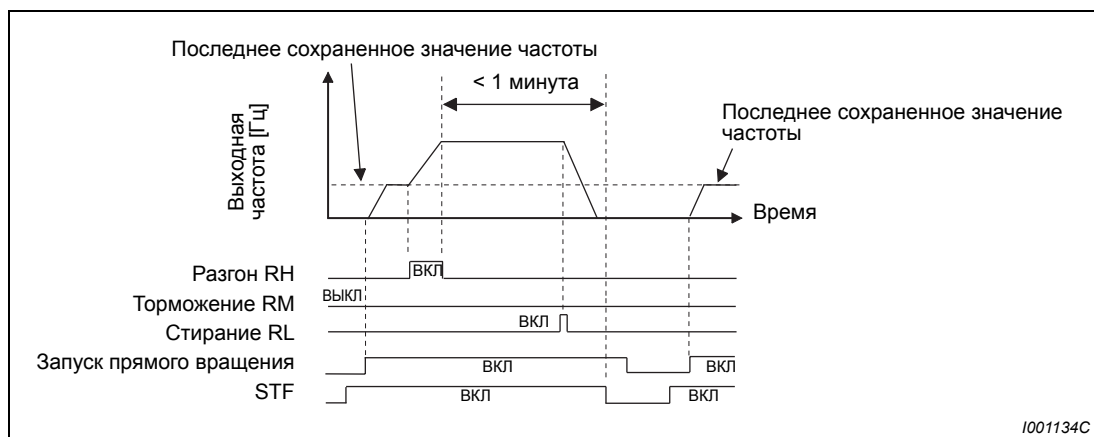 Последнее сохраненное значение частоты
< 1 минута
Последнее сохраненное значение
частоты
Выходная
частота [Гц]
Время
Разгон RH
ВКЛ
Торможение RM
ВЫКЛ
Стирание RL
ВКЛ
Запуск прямого вращения
ВКЛ
ВКЛ
STF
ВКЛ
ВКЛ
I001134C